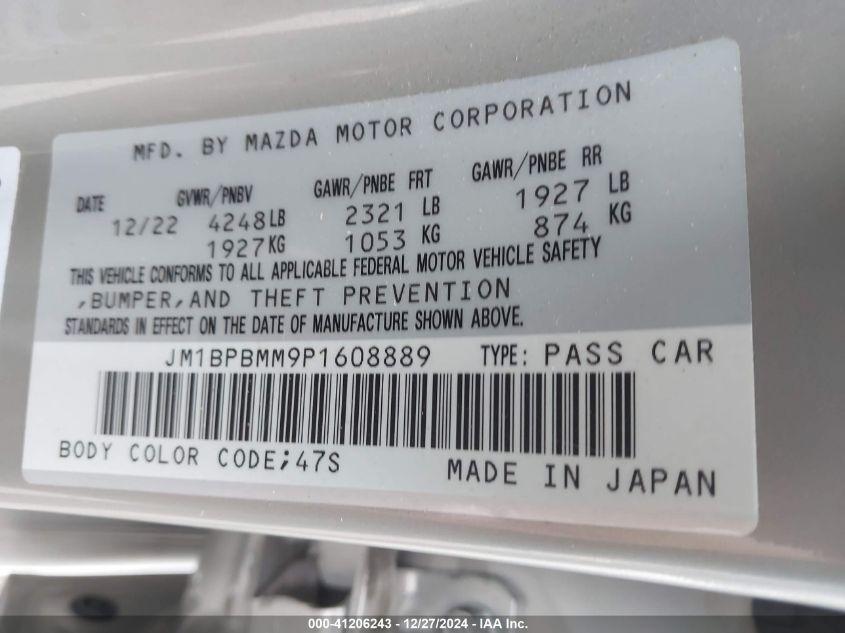 MFD. BY MAZDA MOTOR CORPORATION
DATE GVWR/PNBV GAWR/PNBE FRT GAWR/PNBE RR
12/22 4248LB 2321 LB 1927 LB
1927KG 1053 KG 874 KG
THIS VEHICLE CONFORMS TO ALL APPLICABLE FEDERAL MOTOR VEHICLE SAFETY
,BUMPER,AND THEFT PREVENTION
STANDARDS IN EFFECT ON THE DATE OF MANUFACTURE SHOWN ABOVE.
JM1BPBMM9P1608889 TYPE: PASS CAR
BODY COLOR CODE;47S MADE IN JAPAN
000-41206243 - 12/27/2024 - IAA Inc.